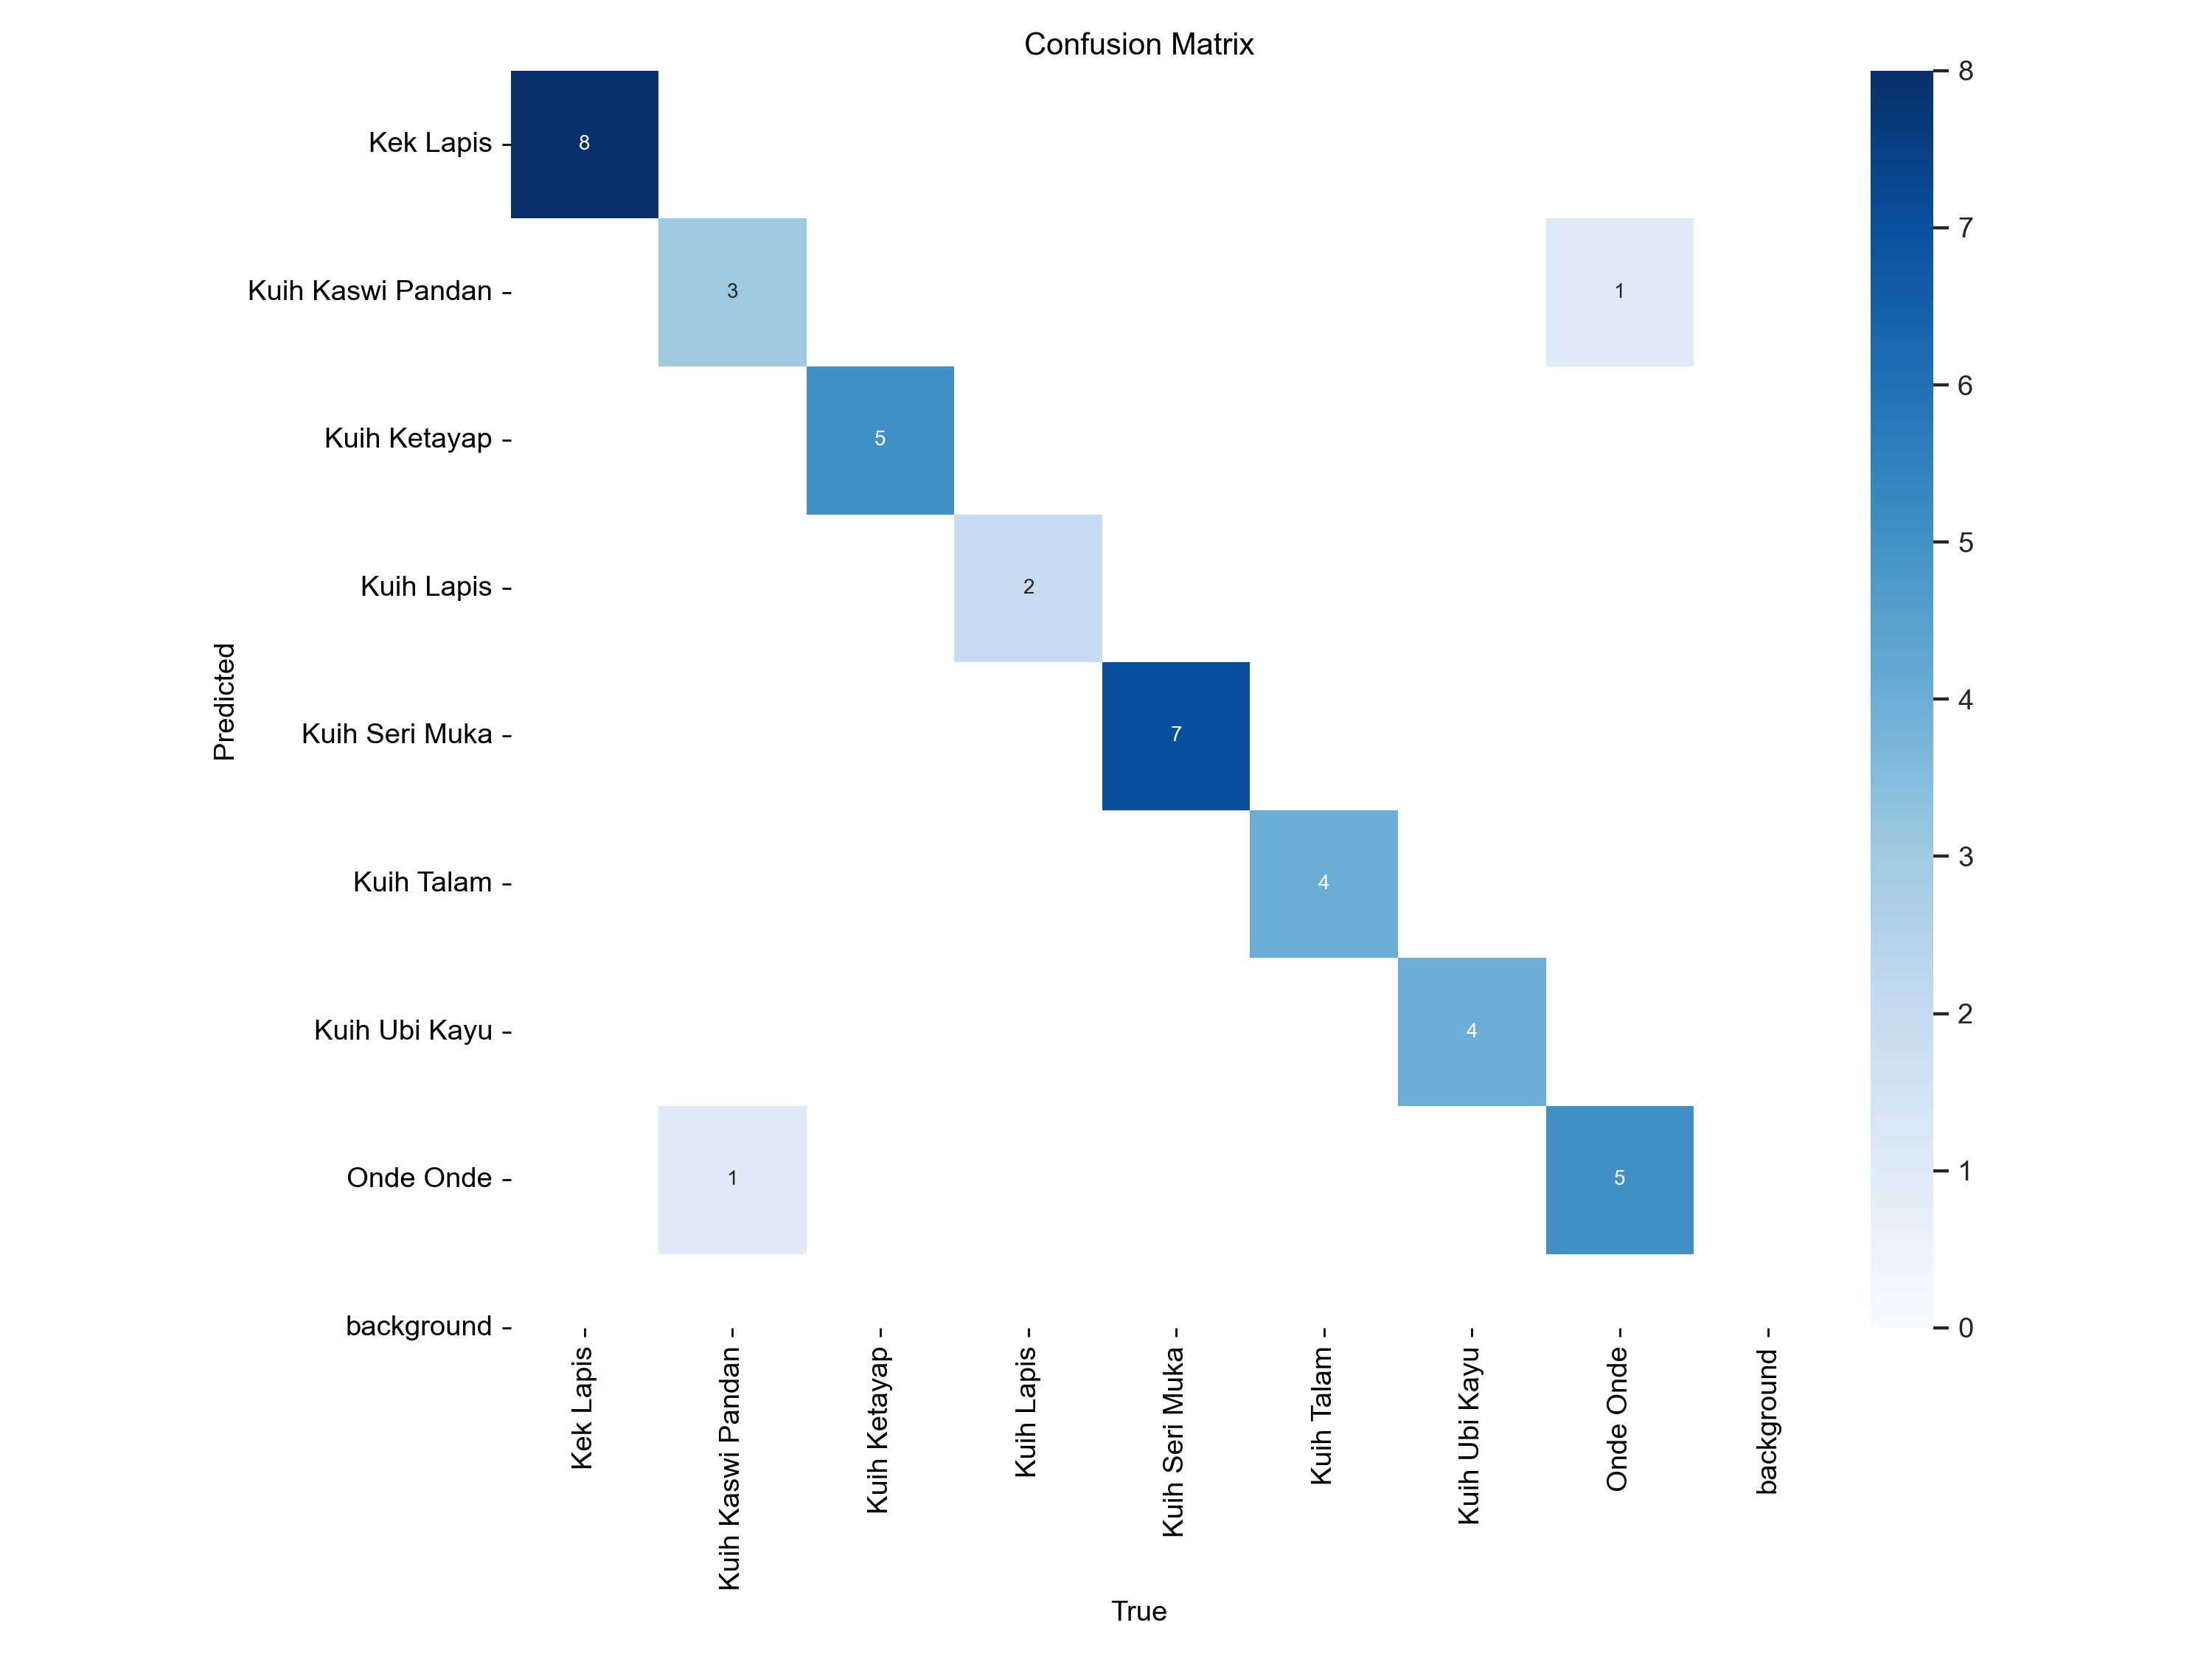 Confusion Matrix
Kek Lapis
Kuih Kaswi Pandan
Kuih Ketayap
Kuih Lapis
Kuih Seri Muka
Kuih Talam
Kuih Ubi Kayu
Onde Onde
background
Predicted
8
3
1
5
2
7
4
4
1
5
Kek Lapis
Kuih Kaswi Pandan
Kuih Ketayap
Kuih Lapis
Kuih Seri Muka
Kuih Talam
Kuih Ubi Kayu
Onde Onde
background
True
8
7
6
5
4
3
2
1
0